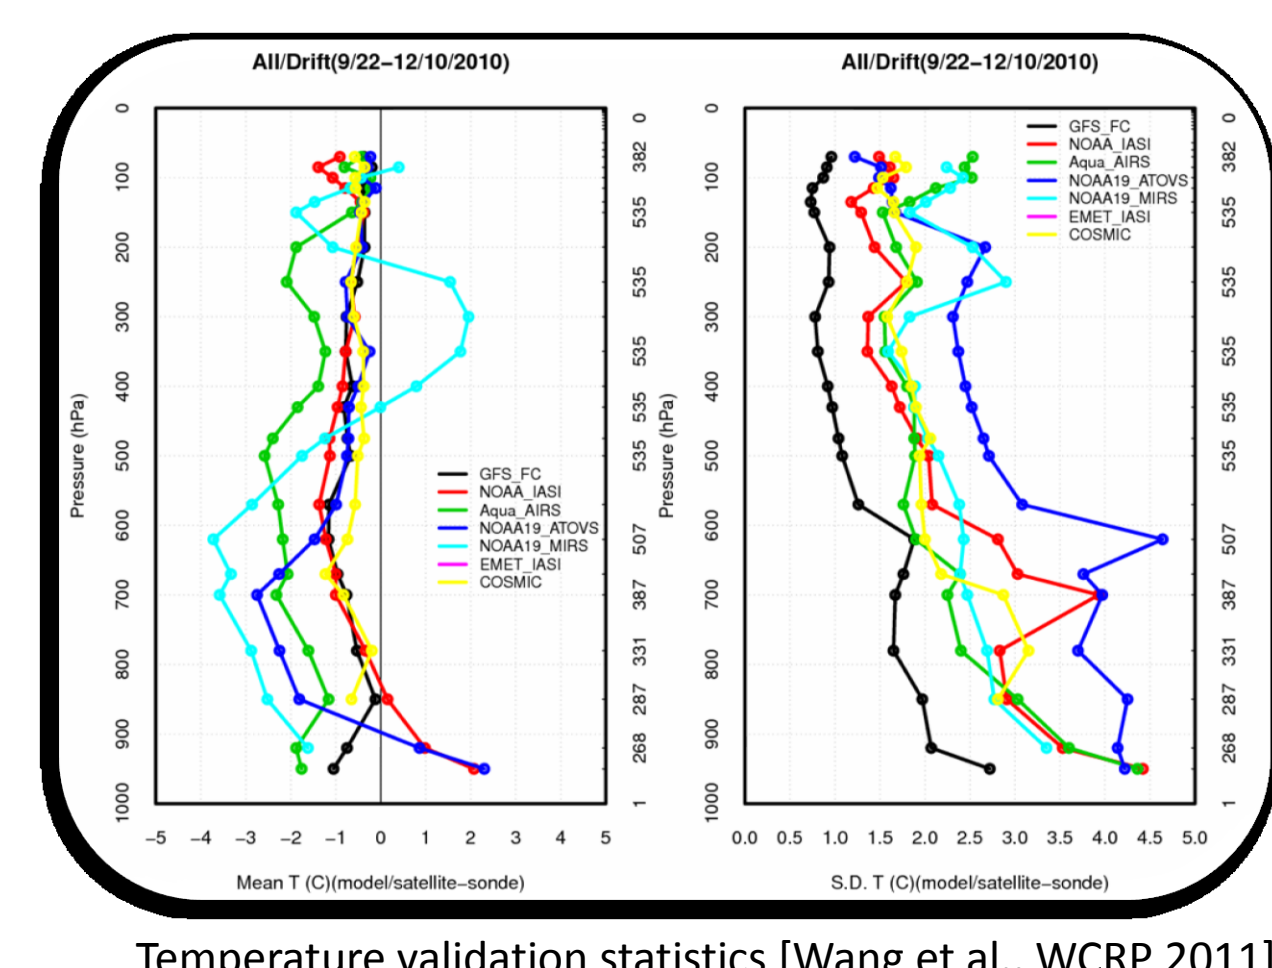 All/Drift(9/22−12/10/2010)
0
100
200
300
400
500
600
700
800
900
1000
Pressure (hPa)
0
382
535
535
535
535
535
507
387
331
287
268
1
GFS_FC
NOAA_IASI
Aqua_AIRS
NOAA19_ATOVS
NOAA19_MIRS
EMET_IASI
COSMIC
−5 −4 −3 −2 −1 0 1 2 3 4 5
Mean T (C)(model/satellite−sonde)
All/Drift(9/22−12/10/2010)
0
100
200
300
400
500
600
700
800
900
1000
Pressure (hPa)
0
382
535
535
535
535
535
507
387
331
287
268
1
GFS_FC
NOAA_IASI
Aqua_AIRS
NOAA19_ATOVS
NOAA19_MIRS
EMET_IASI
COSMIC
0.0 0.5 1.0 1.5 2.0 2.5 3.0 3.5 4.0 4.5 5.0
S.D. T (C)(model/satellite−sonde)
Temperature validation statistics [Wang et al., WCRP 2011]